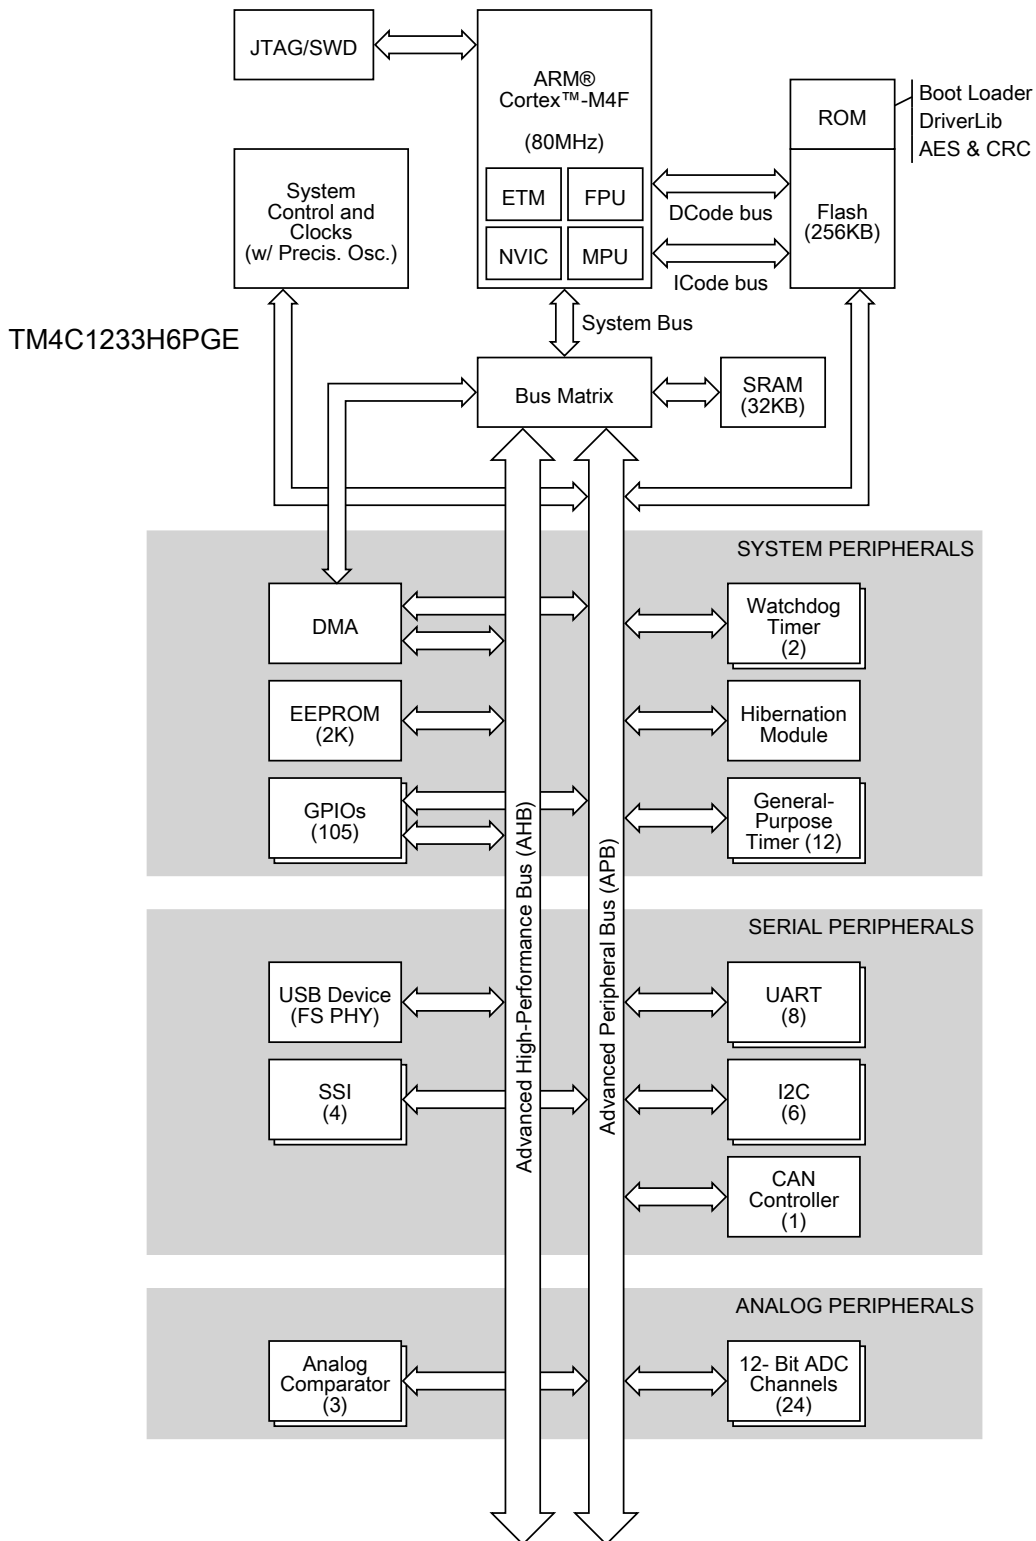 JTAG/SWD
ARM®
Cortex™-M4F
(80MHz)
ETM
FPU
NVIC
MPU
ROM
Boot Loader
DriverLib
AES & CRC
Flash
(256KB)
DCode bus
ICode bus
System
Control and
Clocks
(w/ Precis. Osc.)
TM4C1233H6PGE
System Bus
Bus Matrix
SRAM
(32KB)
SYSTEM PERIPHERALS
DMA
Watchdog
Timer
(2)
EEPROM
(2K)
Hibernation
Module
GPIOs
(105)
General-
Purpose
Timer (12)
Advanced High-Performance Bus (AHB)
Advanced Peripheral Bus (APB)
SERIAL PERIPHERALS
USB Device
(FS PHY)
UART
(8)
SSI
(4)
I2C
(6)
CAN
Controller
(1)
ANALOG PERIPHERALS
Analog
Comparator
(3)
12- Bit ADC
Channels
(24)